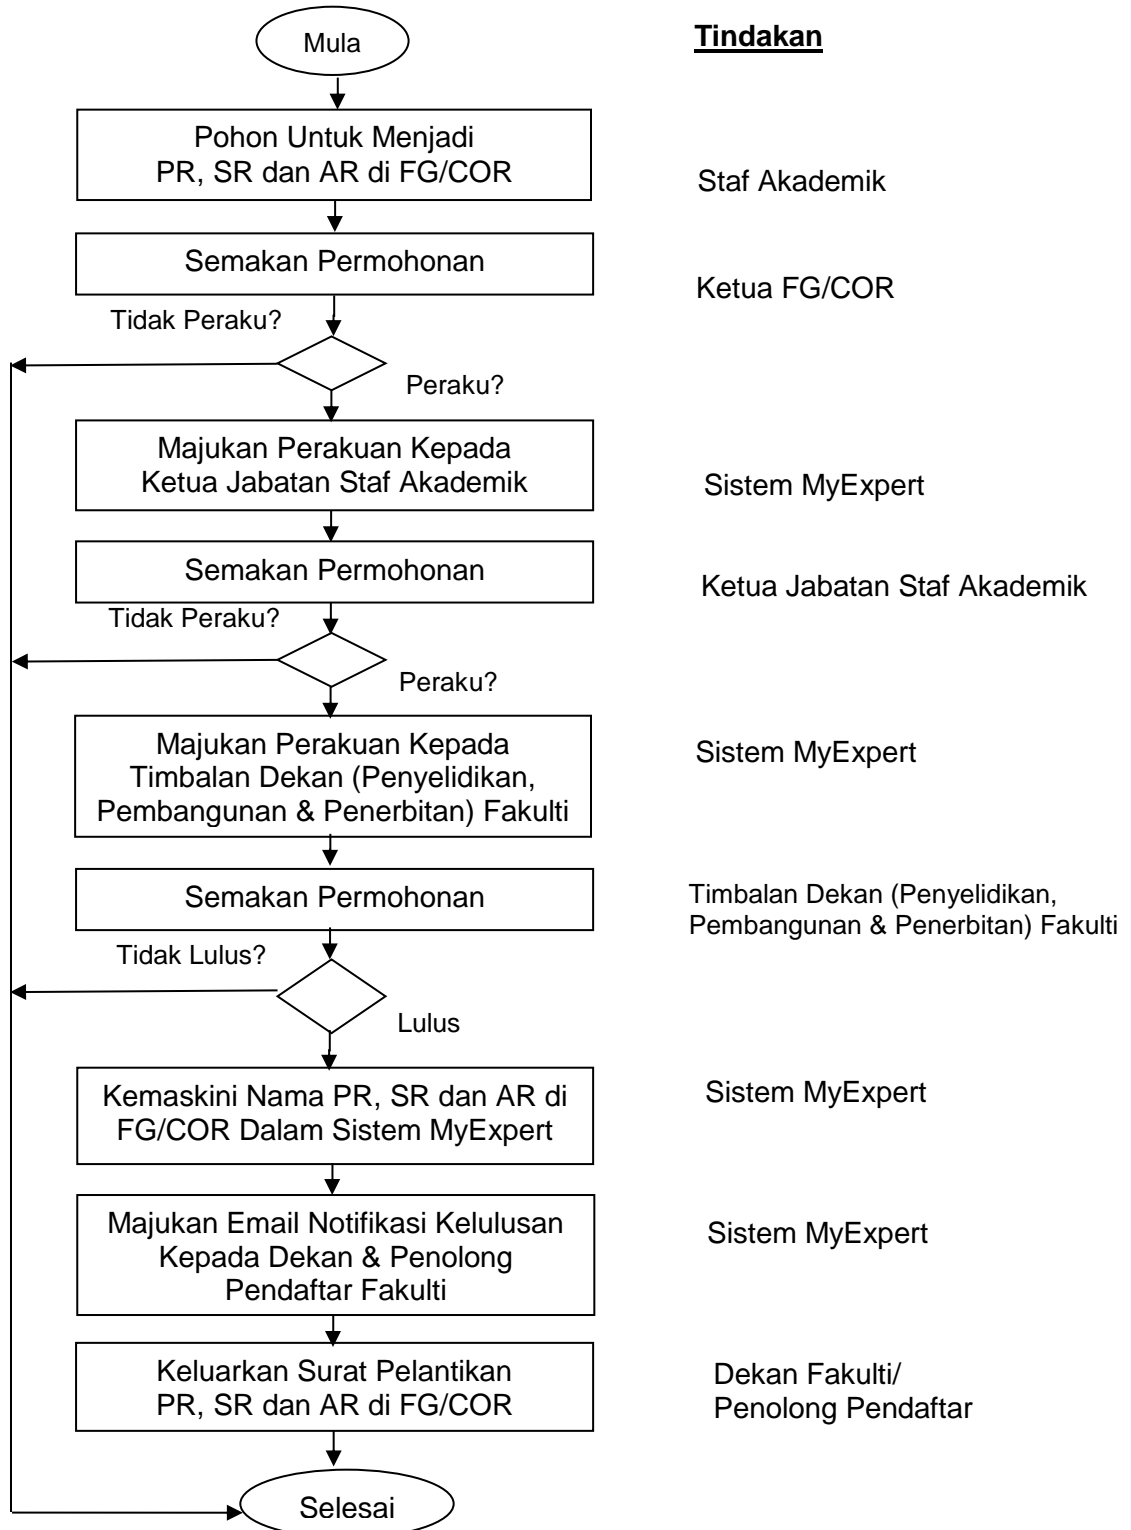 Mula
Tindakan
Pohon Untuk Menjadi
PR, SR dan AR di FG/COR
Staf Akademik
Semakan Permohonan
Ketua FG/COR
Tidak Peraku?
Peraku?
Majukan Perakuan Kepada
Ketua Jabatan Staf Akademik
Sistem MyExpert
Semakan Permohonan
Ketua Jabatan Staf Akademik
Tidak Peraku?
Peraku?
Majukan Perakuan Kepada
Timbalan Dekan (Penyelidikan,
Pembangunan & Penerbitan) Fakulti
Sistem MyExpert
Semakan Permohonan
Timbalan Dekan (Penyelidikan,
Pembangunan & Penerbitan) Fakulti
Tidak Lulus?
Lulus
Kemaskini Nama PR, SR dan AR di
FG/COR Dalam Sistem MyExpert
Sistem MyExpert
Majukan Email Notifikasi Kelulusan
Kepada Dekan & Penolong
Pendaftar Fakulti
Sistem MyExpert
Keluarkan Surat Pelantikan
PR, SR dan AR di FG/COR
Dekan Fakulti/
Penolong Pendaftar
Selesai